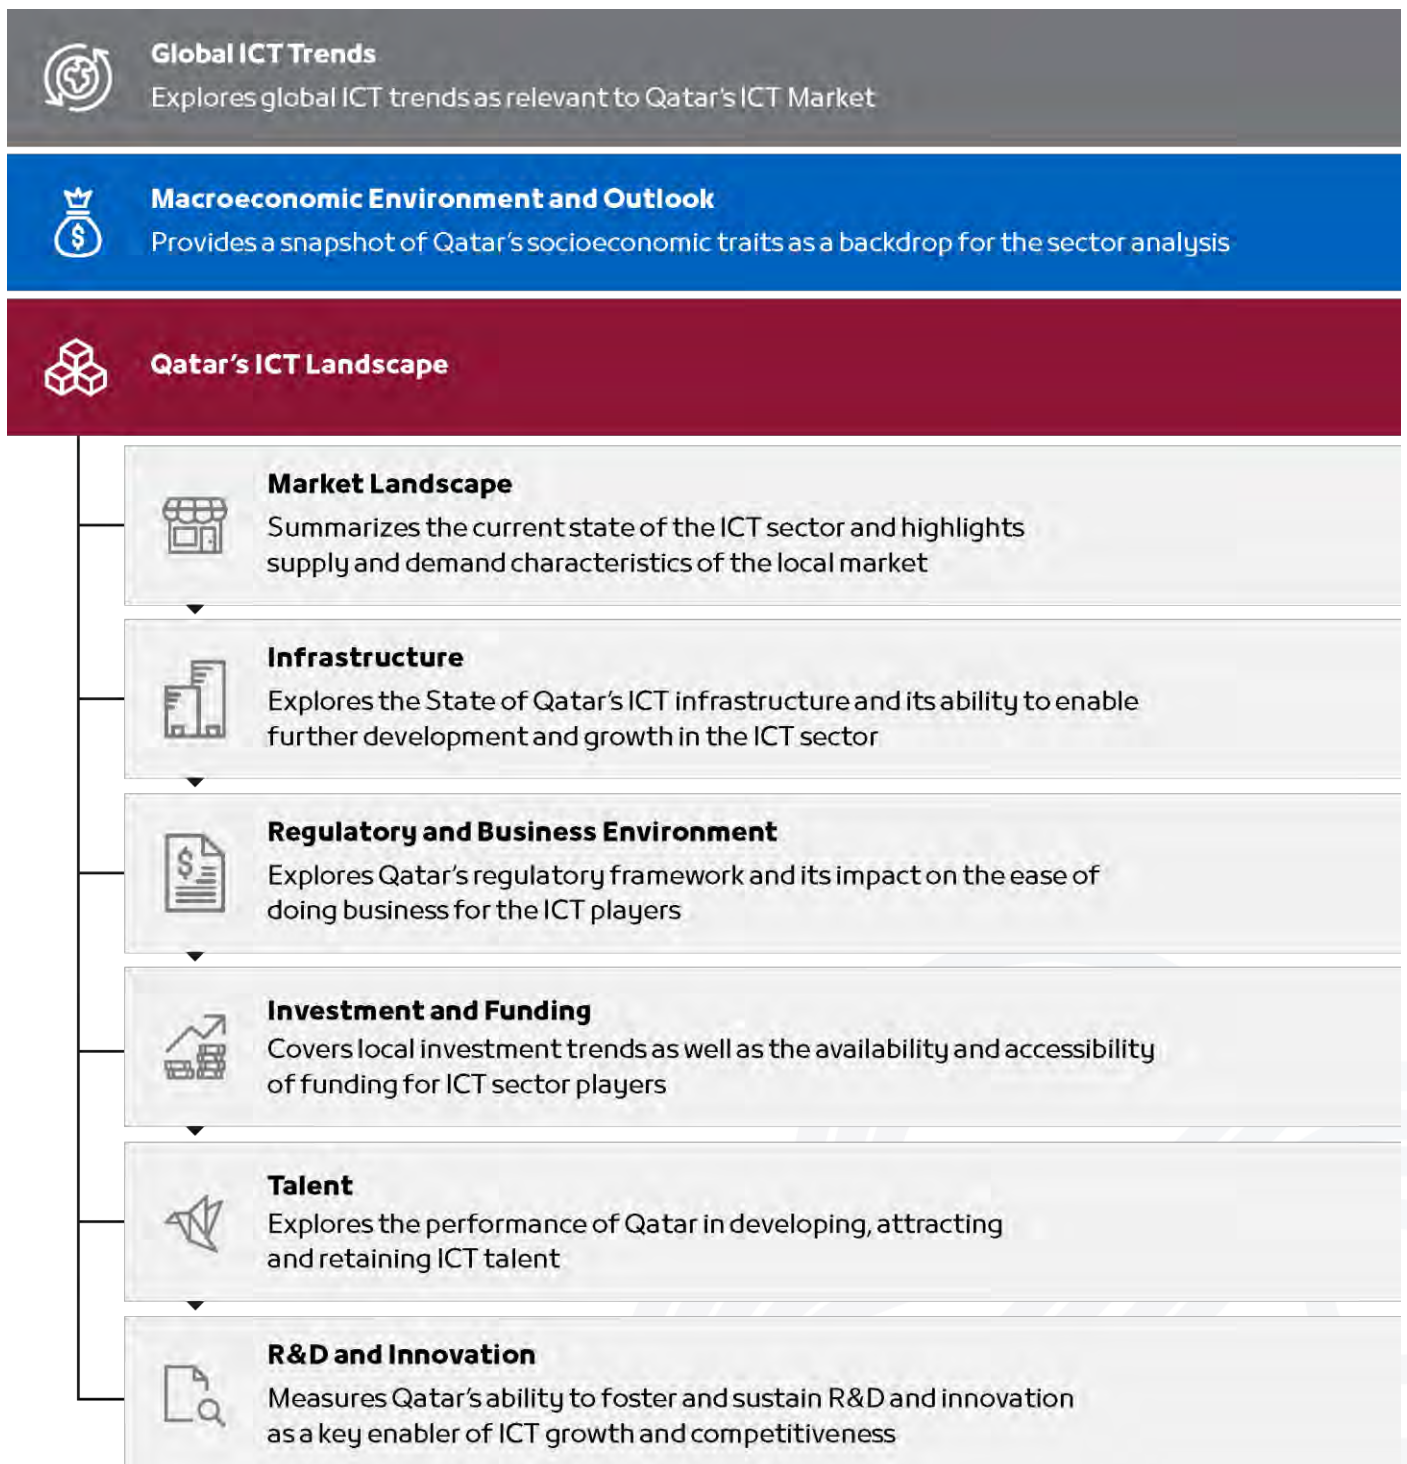 Global ICT Trends
Explores global ICT trends as relevant to Qatar's ICT Market
Macroeconomic Environment and Outlook
Provides a snapshot of Qatar's socioeconomic traits as a backdrop for the sector analysis
Qatar's ICT Landscape
Market Landscape
Summarizes the current state of the ICT sector and highlights
supply and demand characteristics of the local market
Infrastructure
Explores the State of Qatar's ICT infrastructure and its ability to enable
further development and growth in the ICT sector
Regulatory and Business Environment
Explores Qatar's regulatory framework and its impact on the ease of
doing business for the ICT players
Investment and Funding
Covers local investment trends as well as the availability and accessibility
of funding for ICT sector players
Talent
Explores the performance of Qatar in developing, attracting
and retaining ICT talent
R&D and Innovation
Measures Qatar's ability to foster and sustain R&D and innovation
as a key enabler of ICT growth and competitiveness